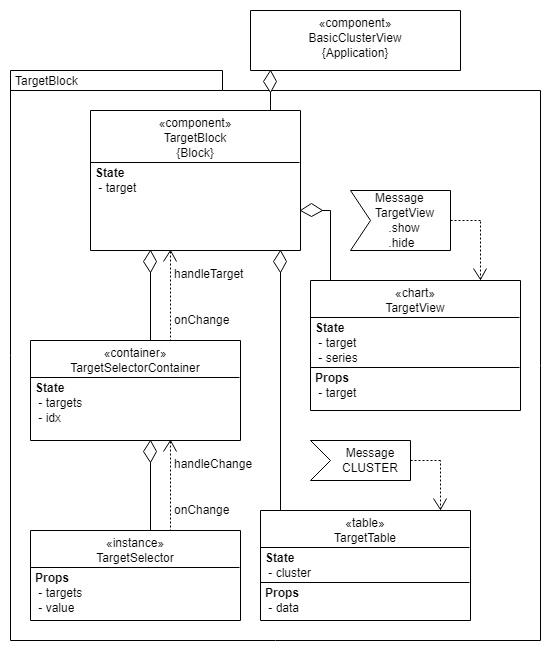 «component»
BasicClusterView
{Application}
TargetBlock
«component»
TargetBlock
{Block}
State
- target
Message
TargetView
.show
.hide
handleTarget
onChange
«chart»
TargetView
State
- target
- series
Props
- target
«container»
TargetSelectorContainer
State
- targets
- idx
handleChange
onChange
Message
CLUSTER
«instance»
TargetSelector
Props
- targets
- value
«table»
TargetTable
State
- cluster
Props
- data